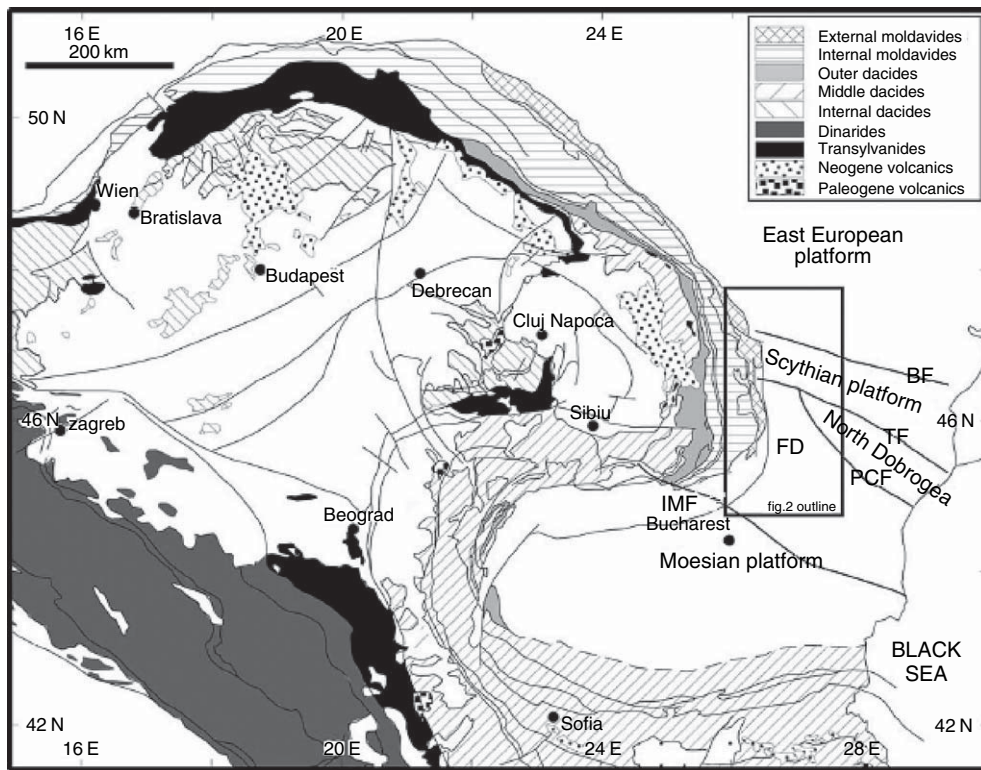 16 E
20 E
24 E
200 km
External moldavides
Internal moldavides
Outer dacides
Middle dacides
Internal dacides
Dinarides
Transylvanides
Neogene volcanics
Paleogene volcanics
50 N
Wien
Bratislava
East European
platform
Budapest
Debrecan
Cluj Napoca
Scythian platform
BF
46 N
zagreb
Sibiu
TF
46 N
North Dobrogea
FD
PCF
IMF
fig.2 outline
Beograd
Bucharest
Moesian platform
BLACK
SEA
42 N
Sofia
42 N
16 E
20 E
24 E
28 E